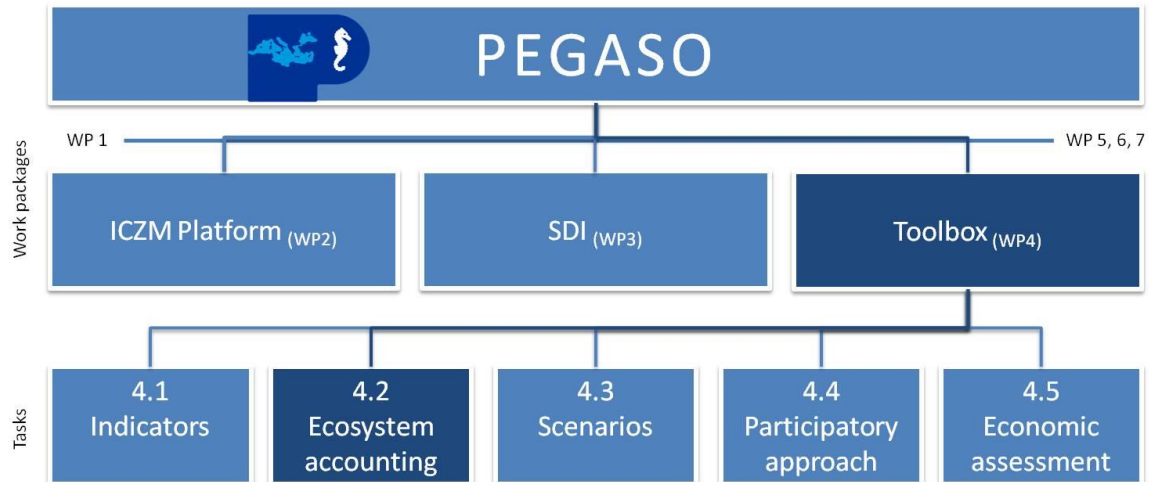 PEGASO
WP 1
WP 5, 6, 7
Work packages
ICZM Platform (WP2)
SDI (WP3)
Toolbox (WP4)
Tasks
4.1
Indicators
4.2
Ecosystem
accounting
4.3
Scenarios
4.4
Participatory
approach
4.5
Economic
assessment